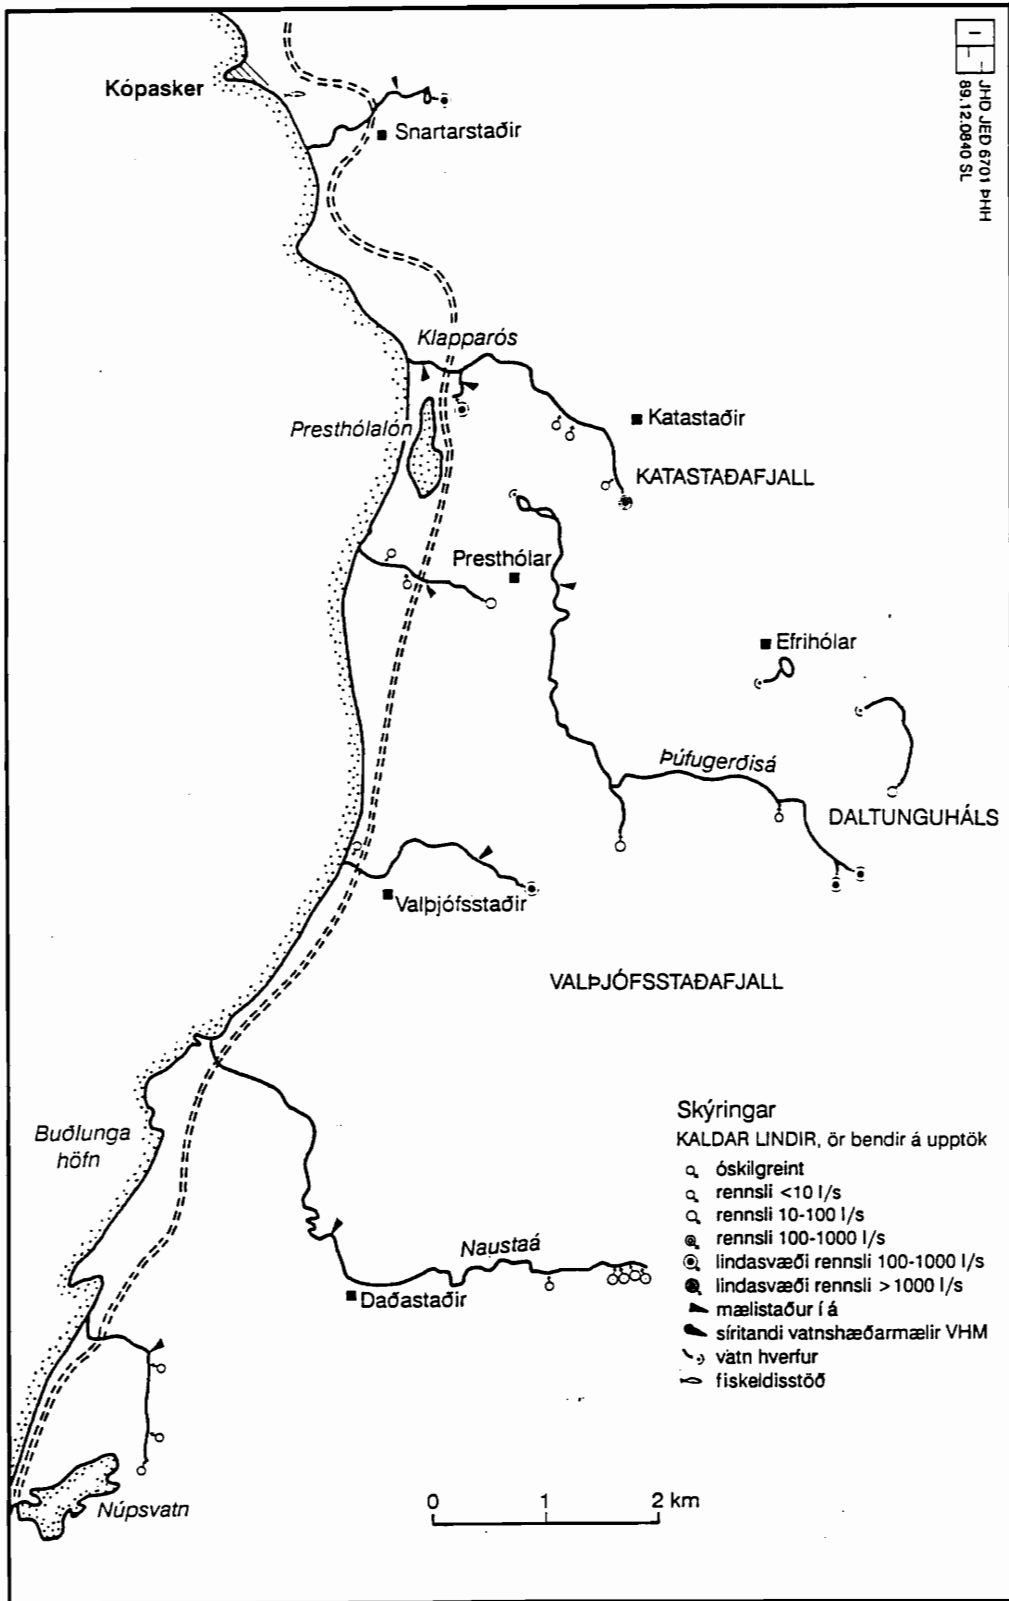 JHD JED 6701 ÞHH
89.12.0840 SL
Kópasker
Snartarstaðir
Klapparós
Katastaðir
Presthólalón
KATASTAÐAFJALL
Presthólar
Efrihólar
Þúfugerðisá
DALTUNGUHÁLS
Valþjófsstaðir
VALÞJÓFSSTAÐAFJALL
Buðlunga
höfn
Naustaá
Daðastaðir
Núpsvatn
Skýringar
KALDAR LINDIR, ör bendir á upptök
óskilgreint
rennsli <10 l/s
rennsli 10-100 l/s
rennsli 100-1000 l/s
lindasvæði rennsli 100-1000 l/s
lindasvæði rennsli >1000 l/s
mælistaður í á
síritandi vatnshæðarmælir VHM
vatn hverfur
fiskeldisstöð
0 1 2 km